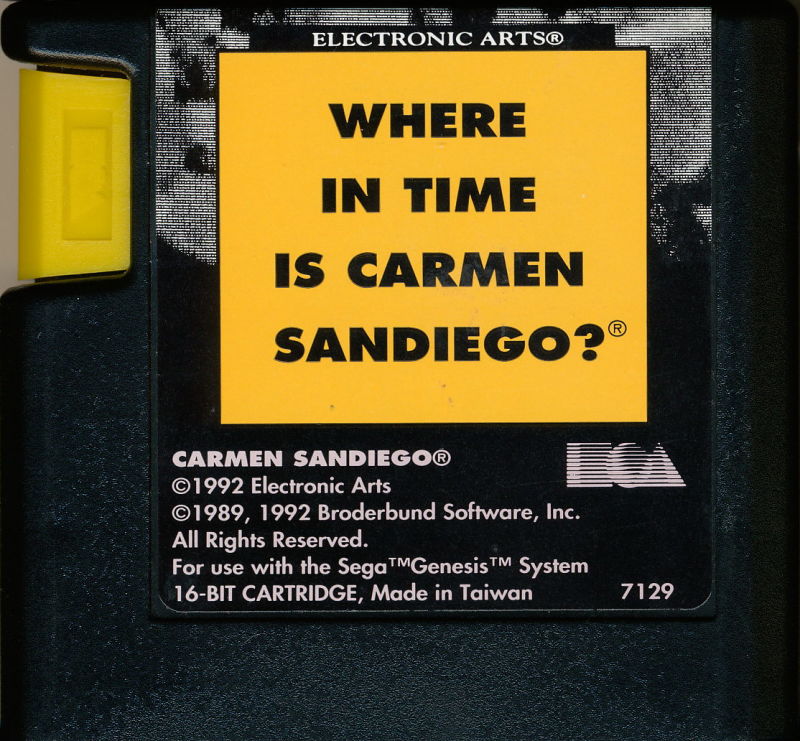 ELECTRONIC ARTS®
WHERE
IN TIME
IS CARMEN
SANDIEGO?®
CARMEN SANDIEGO®
EA
©1992 Electronic Arts
©1989, 1992 Broderbund Software, Inc.
All Rights Reserved.
For use with the Sega™Genesis™ System
16-BIT CARTRIDGE, Made in Taiwan 7129